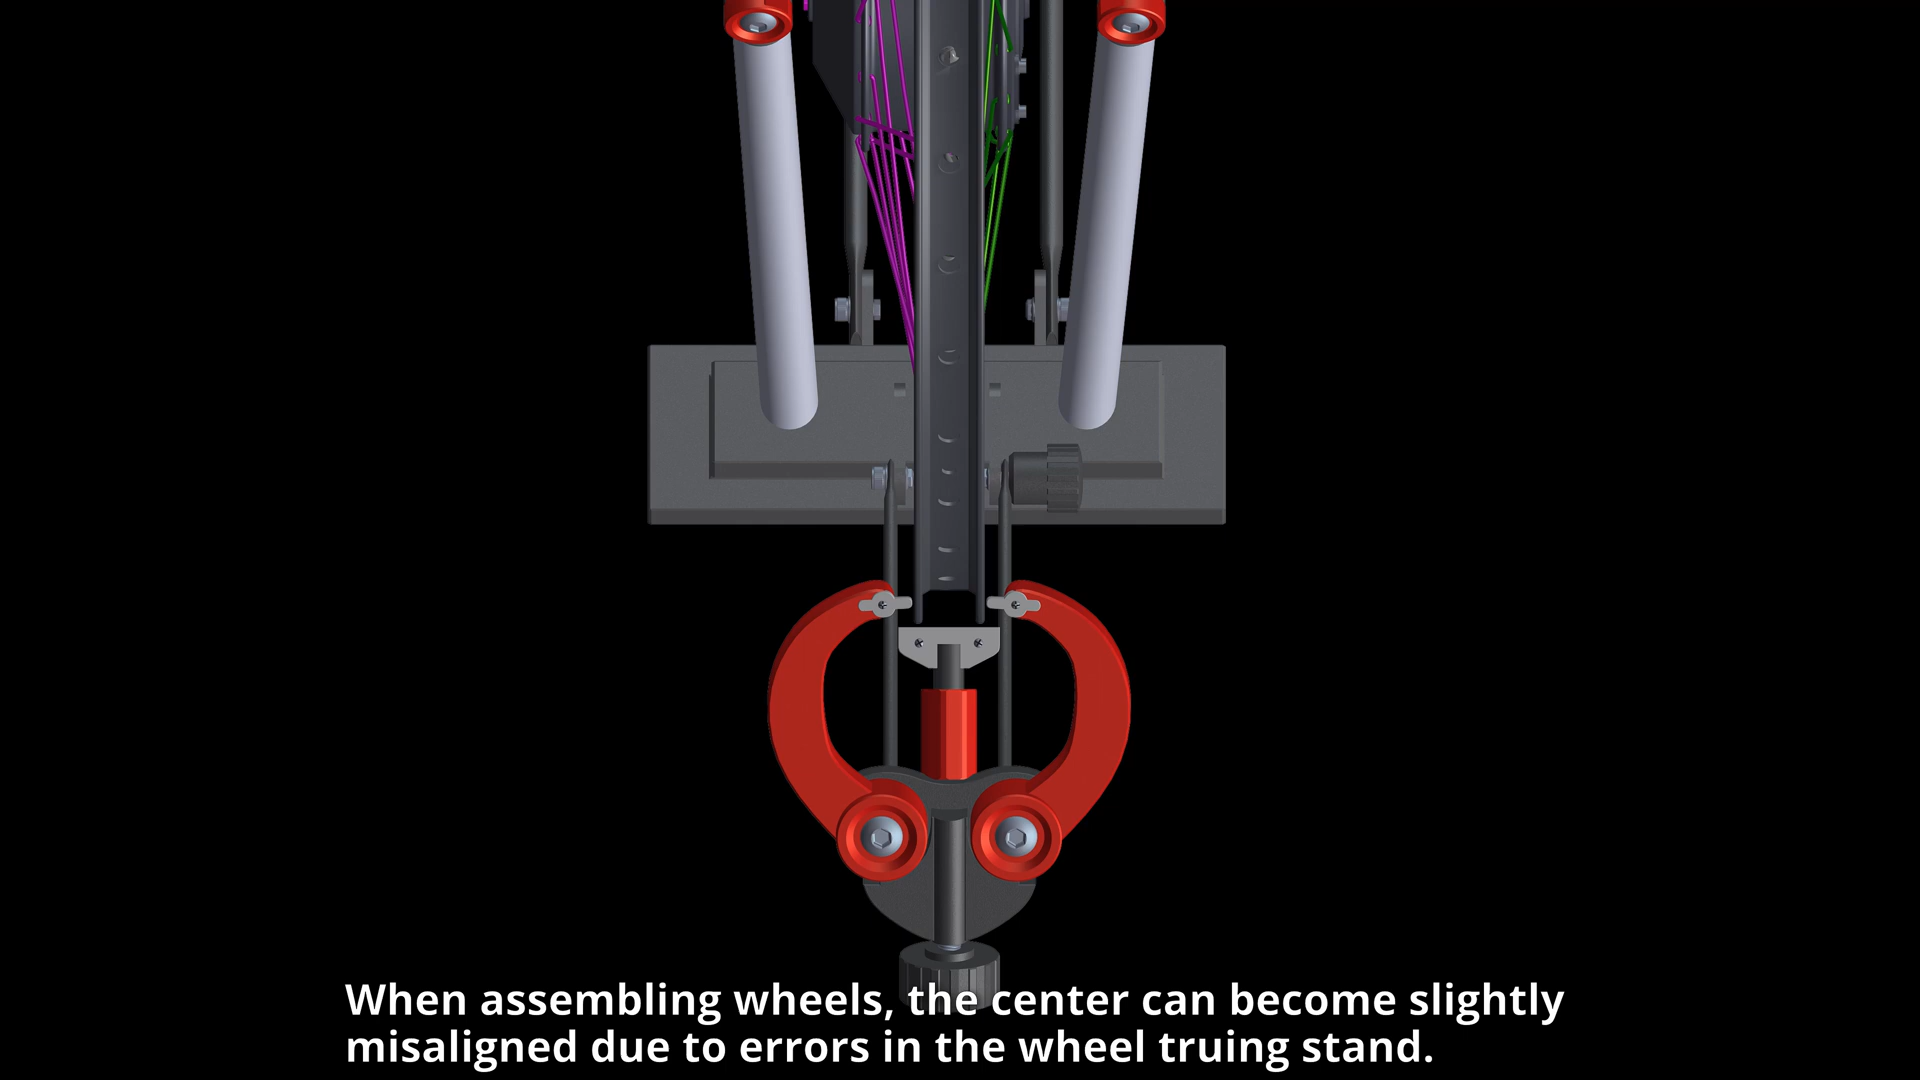 When assembling wheels, the center can become slightly
misaligned due to errors in the wheel truing stand.